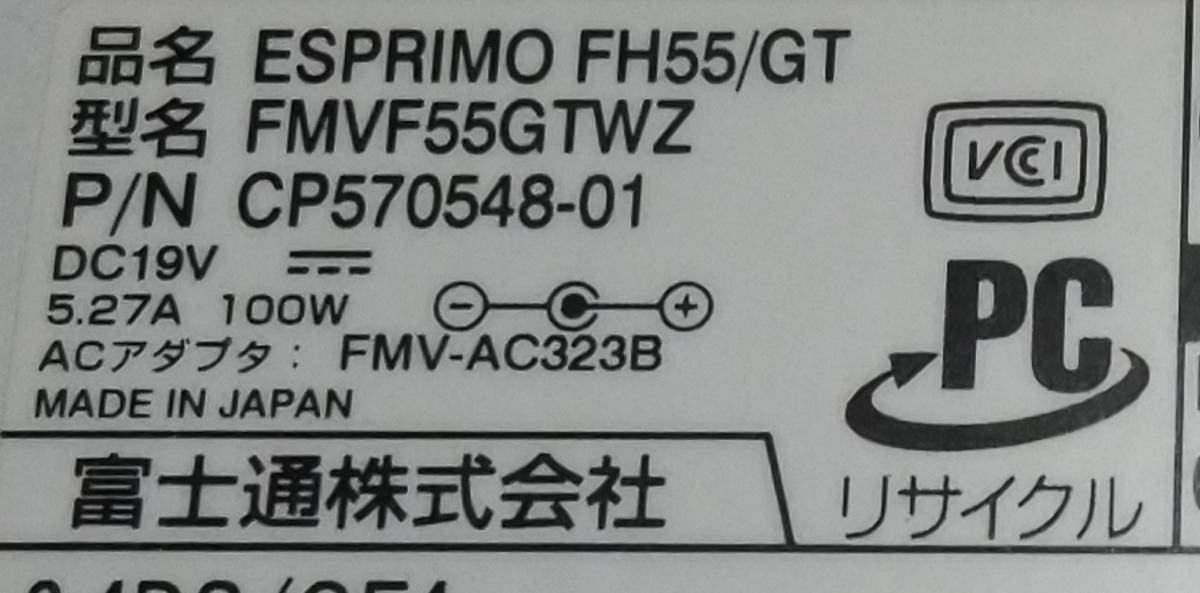 品名 ESPRIMO FH55/GT
型名 FMVF55GTWZ
P/N CP570548-01
DC19V
5.27A 100W
ACアダプタ： FMV-AC323B
MADE IN JAPAN
富士通株式会社
VCCI
PC
リサイクル